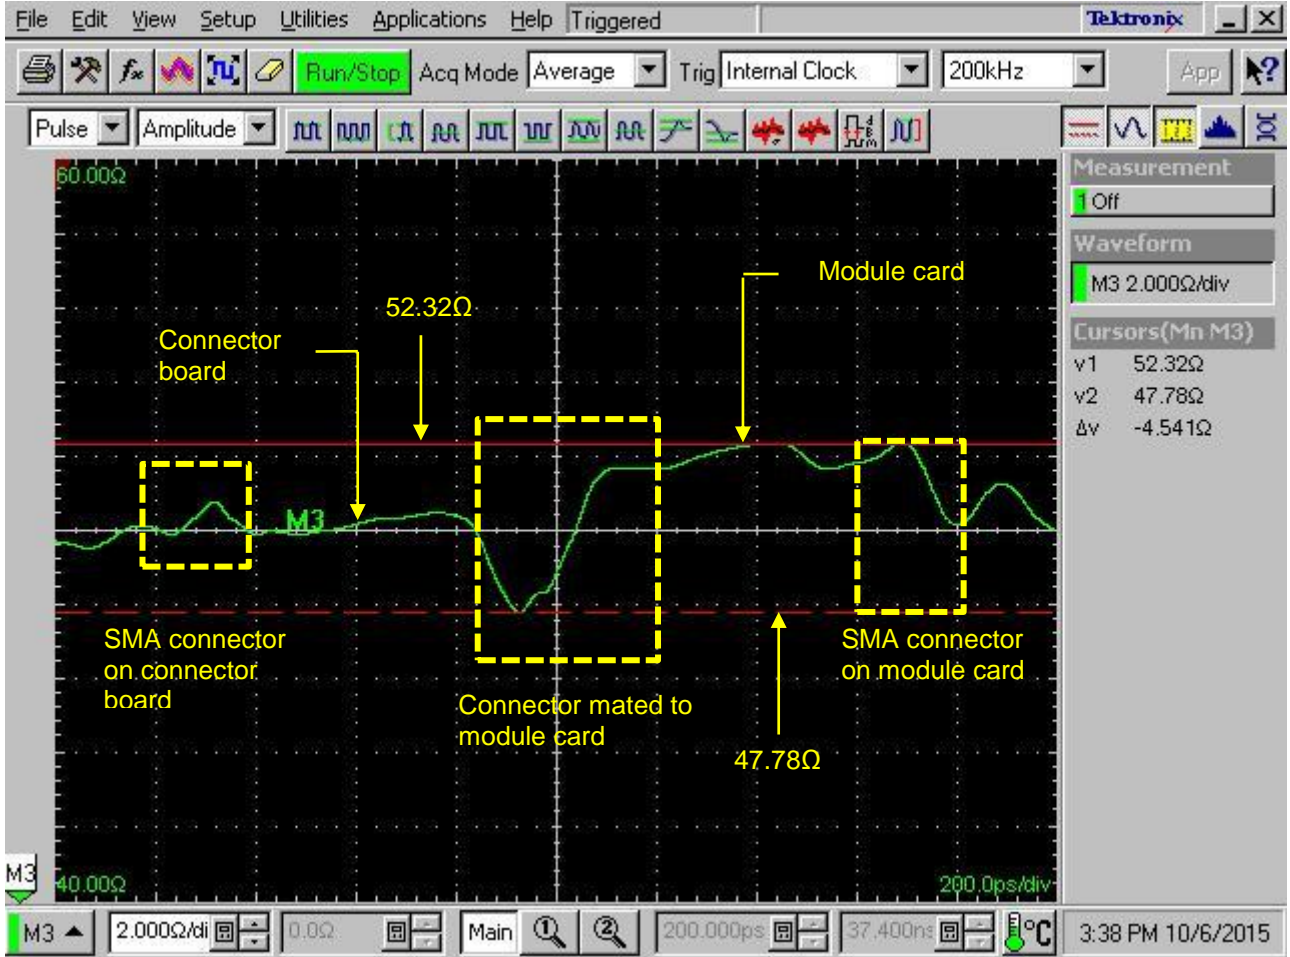 File Edit View Setup Utilities Applications Help Triggered Tektronix
Run/Stop Acq Mode Average Trig Internal Clock 200kHz App
Pulse Amplitude
60.00Ω
Measurement
1 Off
Waveform
M3 2.000Ω/div
Cursors(Mn M3)
v1 52.32Ω
v2 47.78Ω
Δv -4.541Ω
Module card
52.32Ω
Connector
board
M3
SMA connector
on connector
board
Connector mated to
module card
SMA connector
on module card
47.78Ω
M3
40.00Ω
200.0ps/div
M3 2.000Ω/di 0.0Ω Main 1 2 200.000ps 37.400ns °C 3:38 PM 10/6/2015